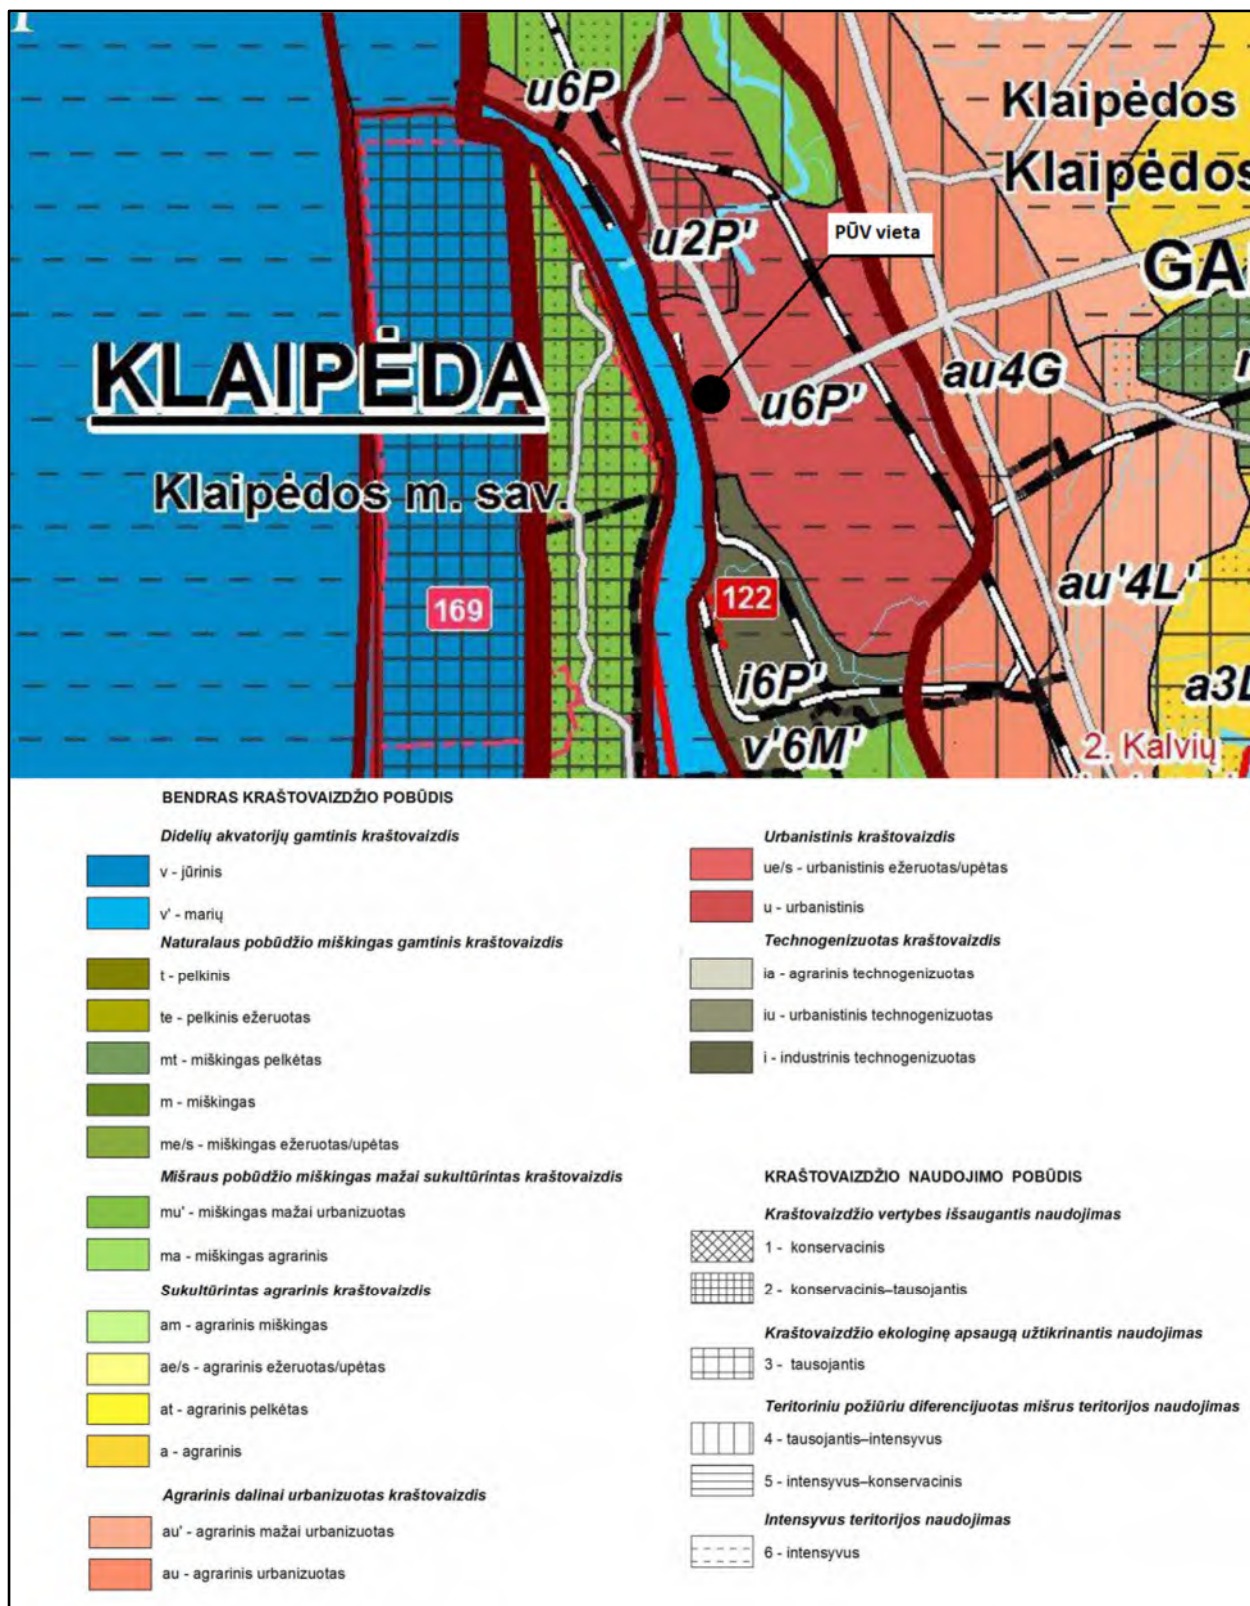 u6P
Klaipėdos
Klaipėdos
u2P'
PŪV vieta
GA
KLAIPĖDA
u6P'
au4G
Klaipėdos m. sav.
169
122
au'4L'
i6P'
a3L
v'6M'
2. Kalvių
BENDRAS KRAŠTOVAIZDŽIO POBŪDIS
Didelių akvatorijų gamtinis kraštovaizdis
v - jūrinis
v' - marių
Naturalaus pobūdžio miškingas gamtinis kraštovaizdis
t - pelkinis
te - pelkinis ežeruotas
mt - miškingas pelkėtas
m - miškingas
me/s - miškingas ežeruotas/upėtas
Mišraus pobūdžio miškingas mažai sukultūrintas kraštovaizdis
mu' - miškingas mažai urbanizuotas
ma - miškingas agrarinis
Sukultūrintas agrarinis kraštovaizdis
am - agrarinis miškingas
ae/s - agrarinis ežeruotas/upėtas
at - agrarinis pelkėtas
a - agrarinis
Agrarinis dalinai urbanizuotas kraštovaizdis
au' - agrarinis mažai urbanizuotas
au - agrarinis urbanizuotas
Urbanistinis kraštovaizdis
ue/s - urbanistinis ežeruotas/upėtas
u - urbanistinis
Technogenizuotas kraštovaizdis
ia - agrarinis technogenizuotas
iu - urbanistinis technogenizuotas
i - industrinis technogenizuotas
KRAŠTOVAIZDŽIO NAUDOJIMO POBŪDIS
Kraštovaizdžio vertybes išsaugantis naudojimas
1 - konservacinis
2 - konservacinis–tausojantis
Kraštovaizdžio ekologinę apsaugą užtikrinantis naudojimas
3 - tausojantis
Teritoriniu požiūriu diferencijuotas mišrus teritorijos naudojimas
4 - tausojantis–intensyvus
5 - intensyvus–konservacinis
Intensyvus teritorijos naudojimas
6 - intensyvus